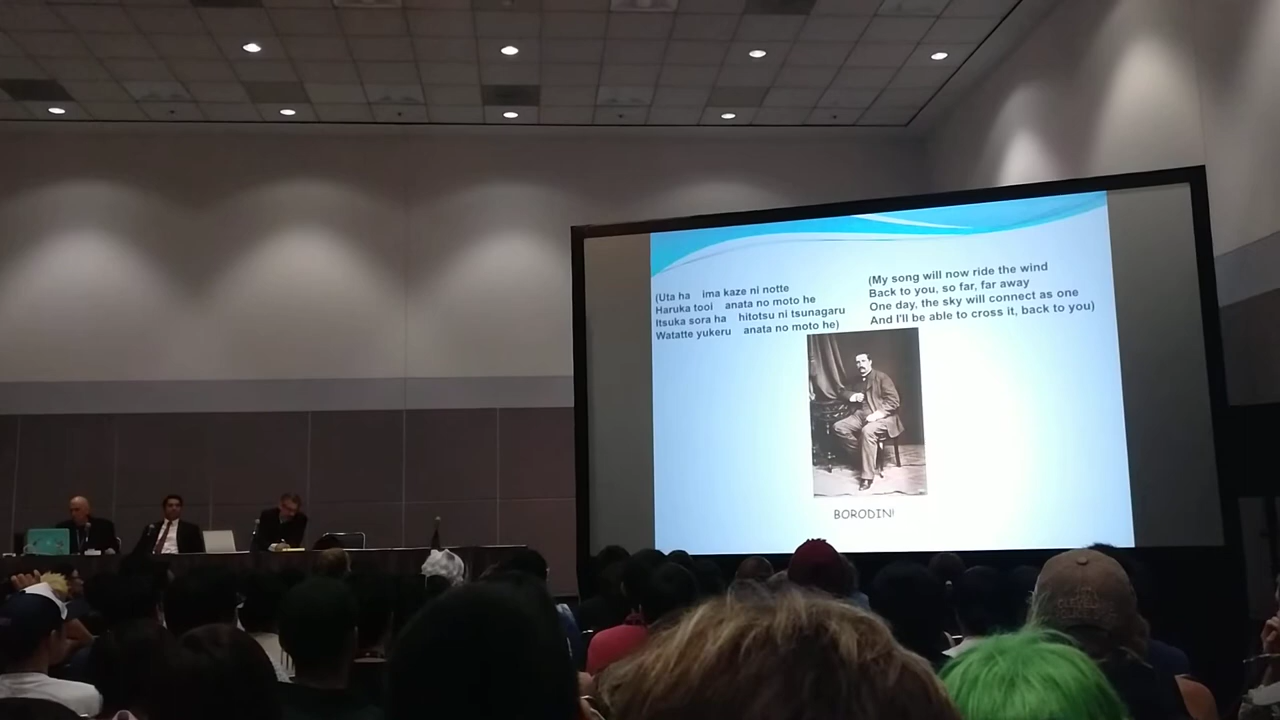 (Uta ha ima kaze ni notte
Haruka tooi anata no moto he
Itsuka sora ha hitotsu ni tsunagaru
Watatte yukeru anata no moto he)
(My song will now ride the wind
Back to you, so far, far away
One day, the sky will connect as one
And I'll be able to cross it, back to you)
BORODIN!